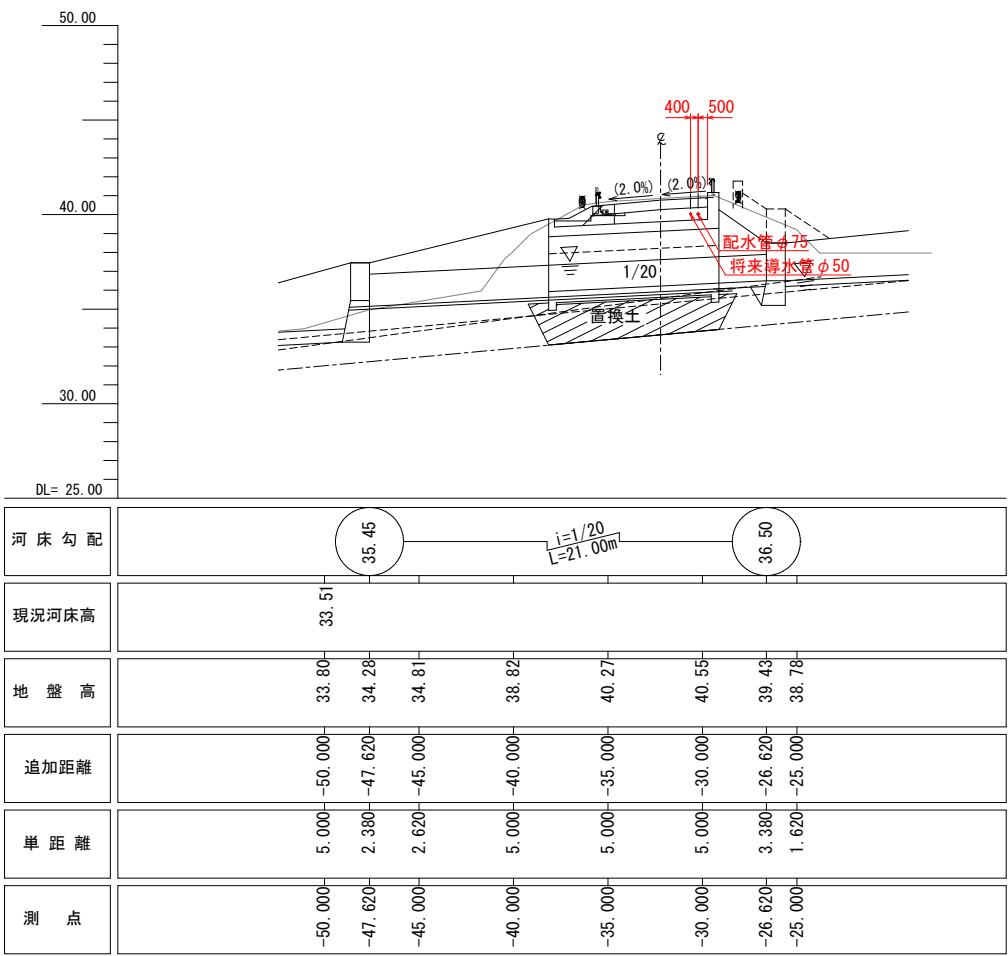 50.00
400 500
℄
(2.0%) (2.0%)
40.00
配水管φ75
将来導水管φ50
1/20
置換土
30.00
DL= 25.00
河床勾配
35.45
i=1/20
L=21.00m
36.50
現況河床高
33.51
地盤高
33.80 34.28 34.81 38.82 40.27 40.55 39.43 38.78
追加距離
-50.000 -47.620 -45.000 -40.000 -35.000 -30.000 -26.620 -25.000
単距離
5.000 2.380 2.620 5.000 5.000 5.000 3.380 1.620
測点
-50.000 -47.620 -45.000 -40.000 -35.000 -30.000 -26.620 -25.000